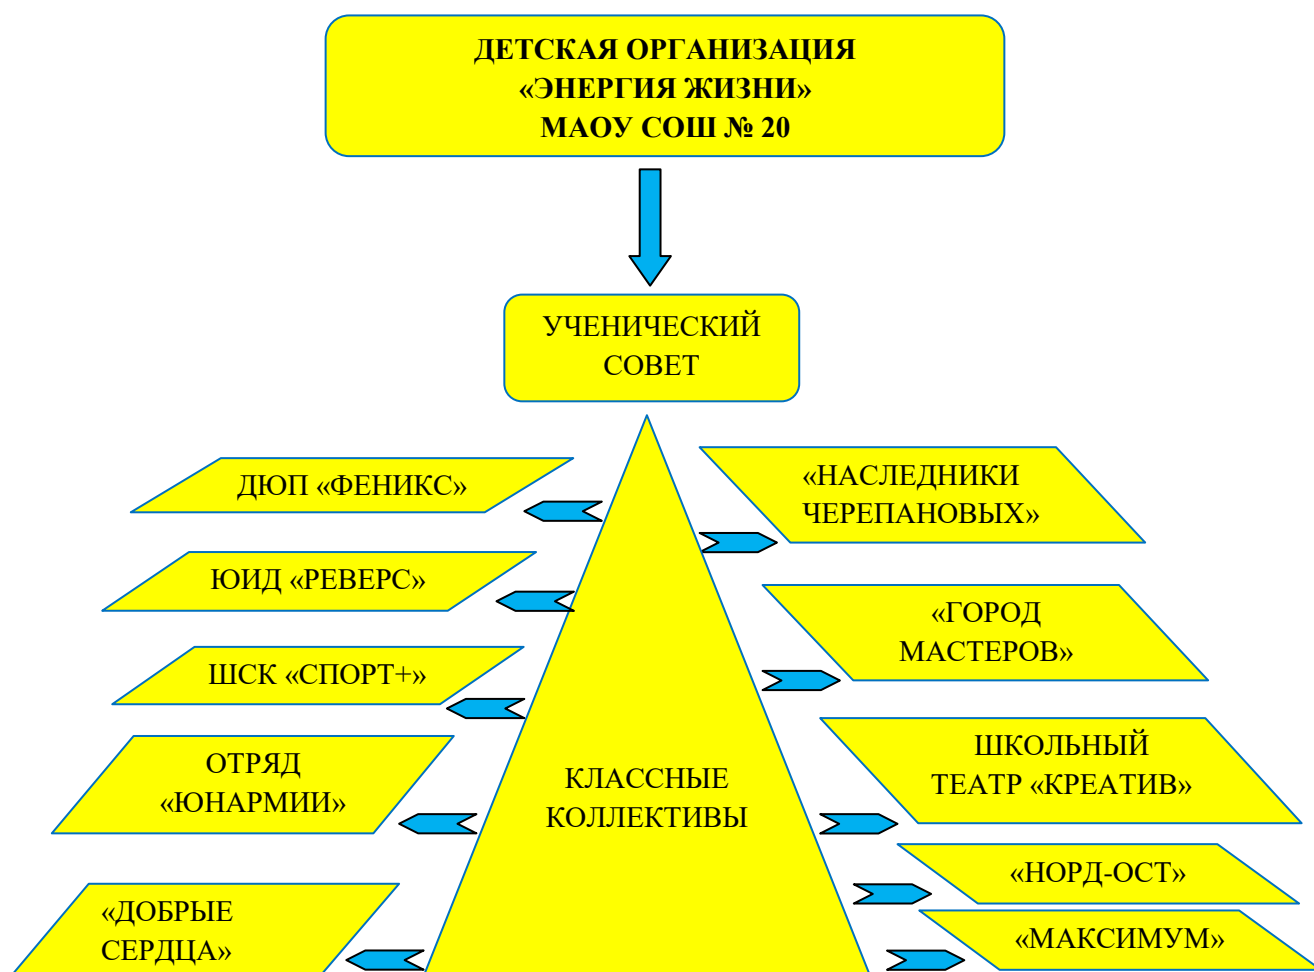 ДЕТСКАЯ ОРГАНИЗАЦИЯ
«ЭНЕРГИЯ ЖИЗНИ»
МАОУ СОШ № 20
УЧЕНИЧЕСКИЙ
СОВЕТ
ДЮП «ФЕНИКС»
ЮИД «РЕВЕРС»
ШСК «СПОРТ+»
ОТРЯД
«ЮНАРМИИ»
«ДОБРЫЕ
СЕРДЦА»
КЛАССНЫЕ
КОЛЛЕКТИВЫ
«НАСЛЕДНИКИ
ЧЕРЕПАНОВЫХ»
«ГОРОД
МАСТЕРОВ»
ШКОЛЬНЫЙ
ТЕАТР «КРЕАТИВ»
«НОРД-ОСТ»
«МАКСИМУМ»